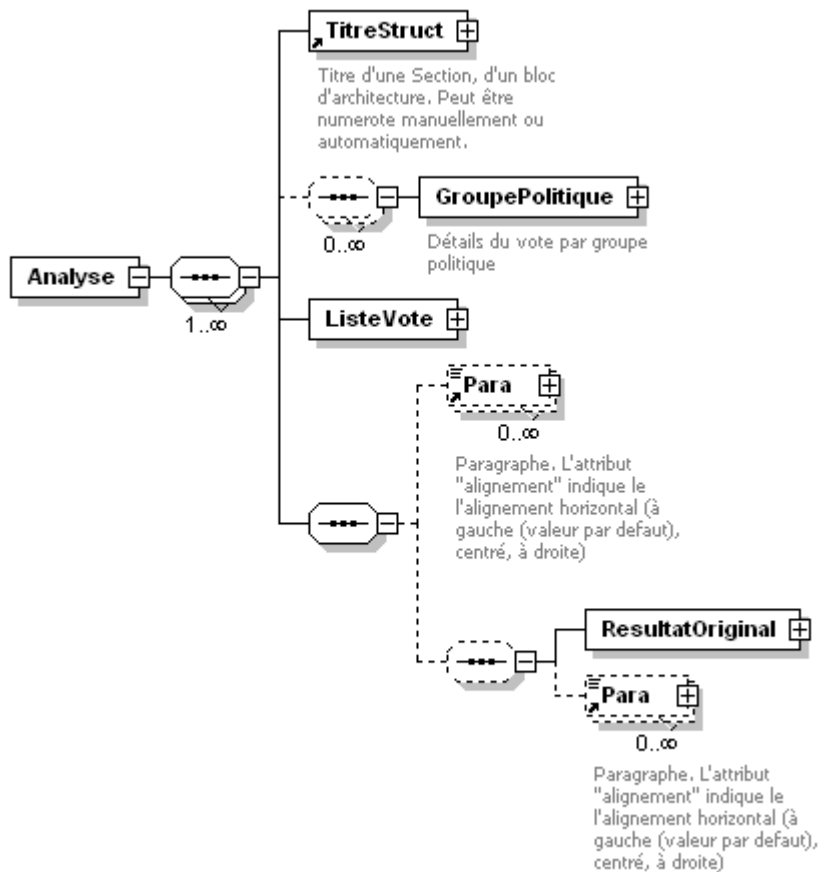 TitreStruct
Titre d'une Section, d'un bloc
d'architecture. Peut être
numerote manuellement ou
automatiquement.
GroupePolitique
0..∞
Détails du vote par groupe
politique
Analyse
1..∞
ListeVote
Para
0..∞
Paragraphe. L'attribut
"alignement" indique le
l'alignement horizontal (à
gauche (valeur par defaut),
centré, à droite)
ResultatOriginal
Para
0..∞
Paragraphe. L'attribut
"alignement" indique le
l'alignement horizontal (à
gauche (valeur par defaut),
centré, à droite)